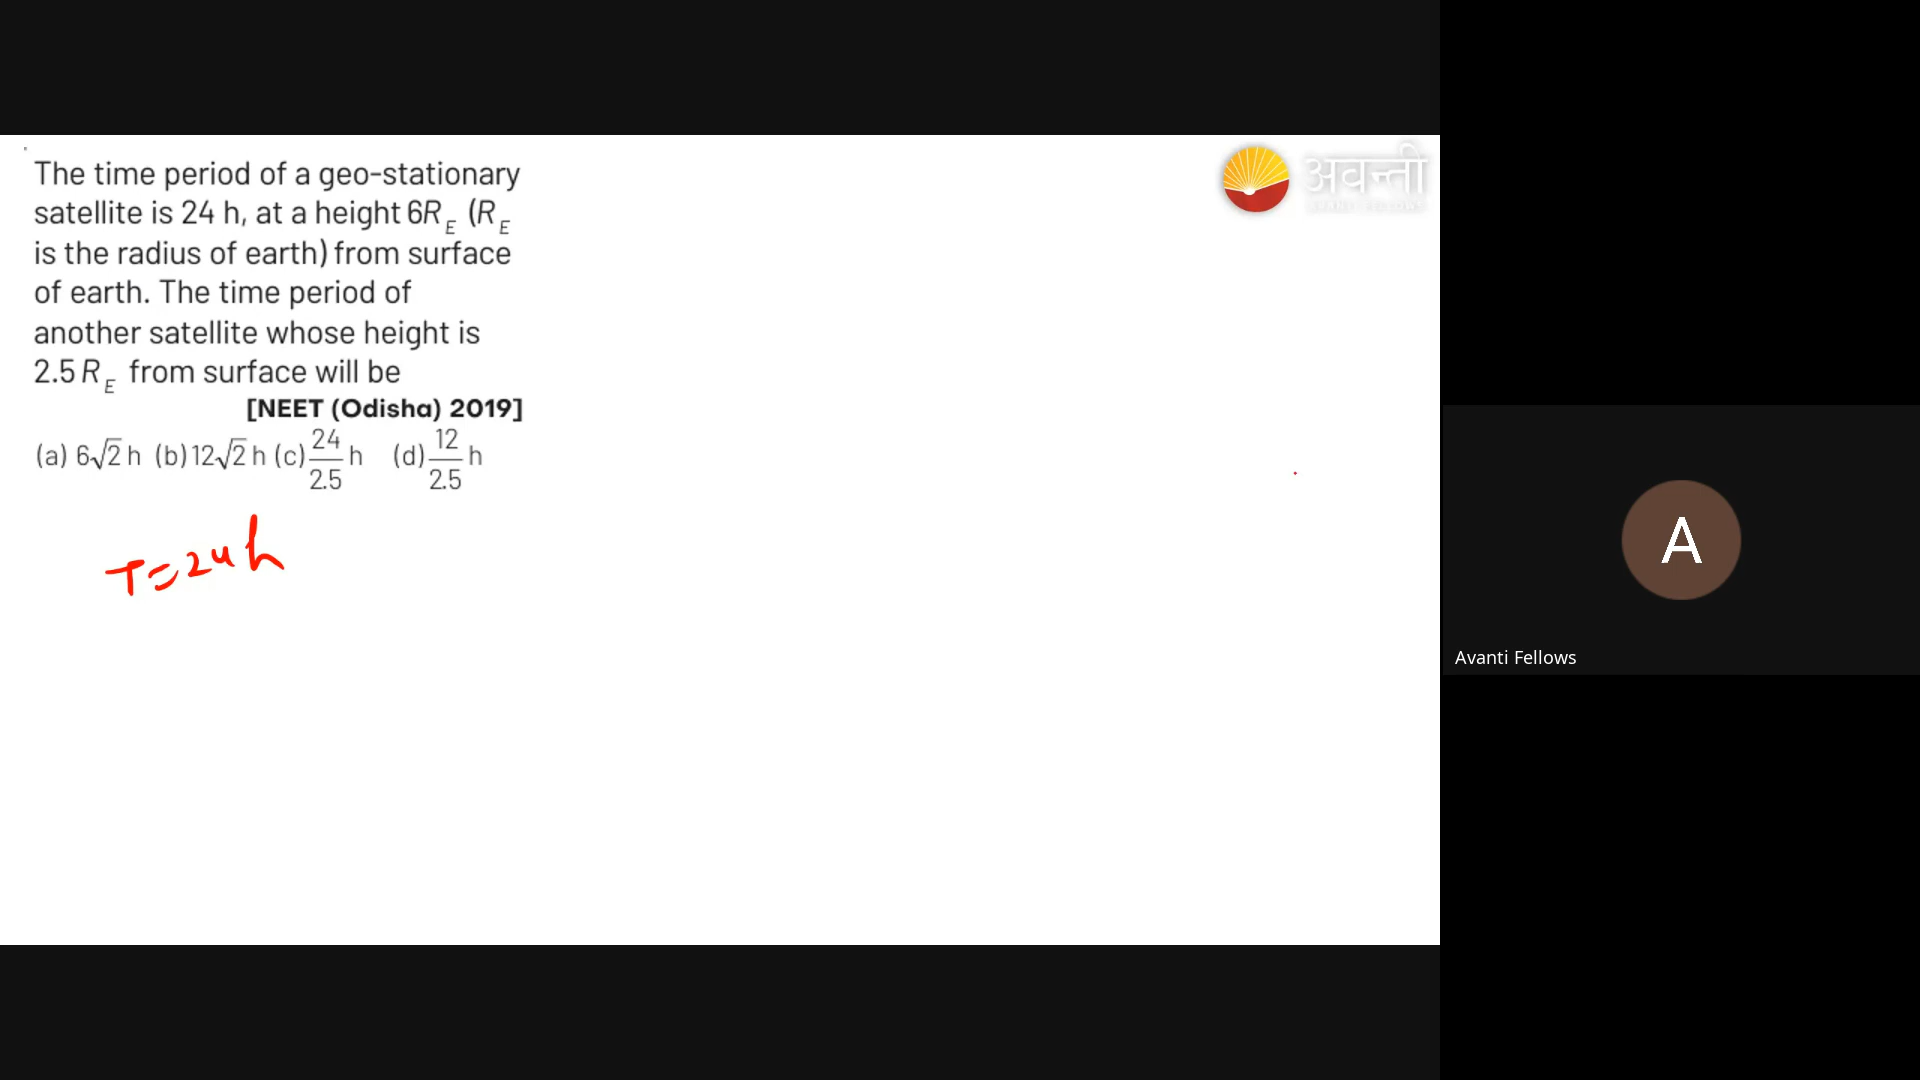 The time period of a geo-stationary
satellite is 24 h, at a height 6R_E (R_E
is the radius of earth) from surface
of earth. The time period of
another satellite whose height is
2.5 R_E from surface will be
[NEET (Odisha) 2019]
(a) 6√2 h (b) 12√2 h (c) 24/2.5 h (d) 12/2.5 h
T=24h
अवन्ती
A
Avanti Fellows